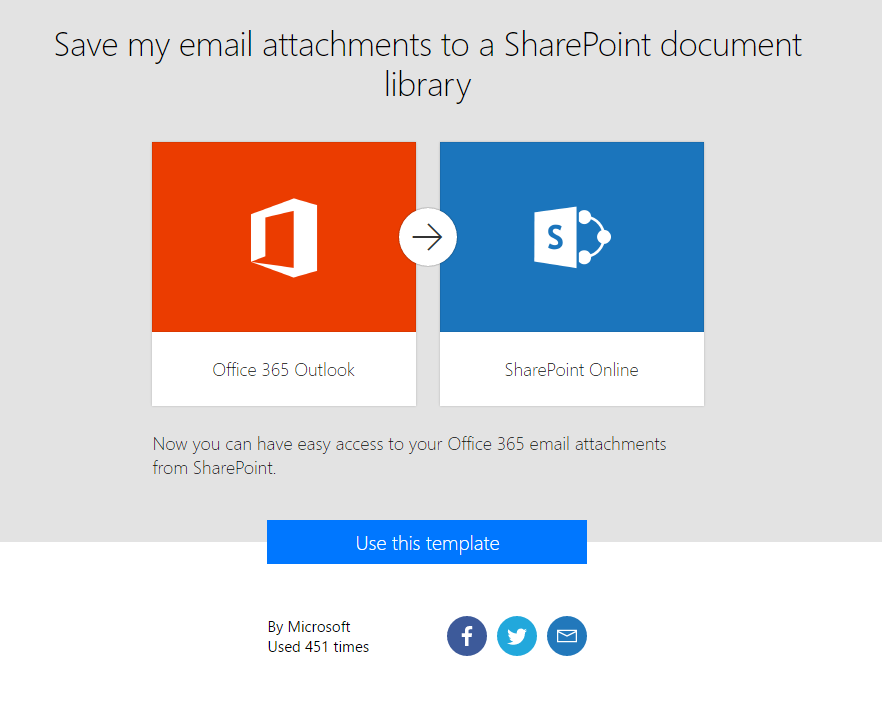 Save my email attachments to a SharePoint document
library
S
Office 365 Outlook
SharePoint Online
Now you can have easy access to your Office 365 email attachments
from SharePoint.
Use this template
By Microsoft
Used 451 times
f